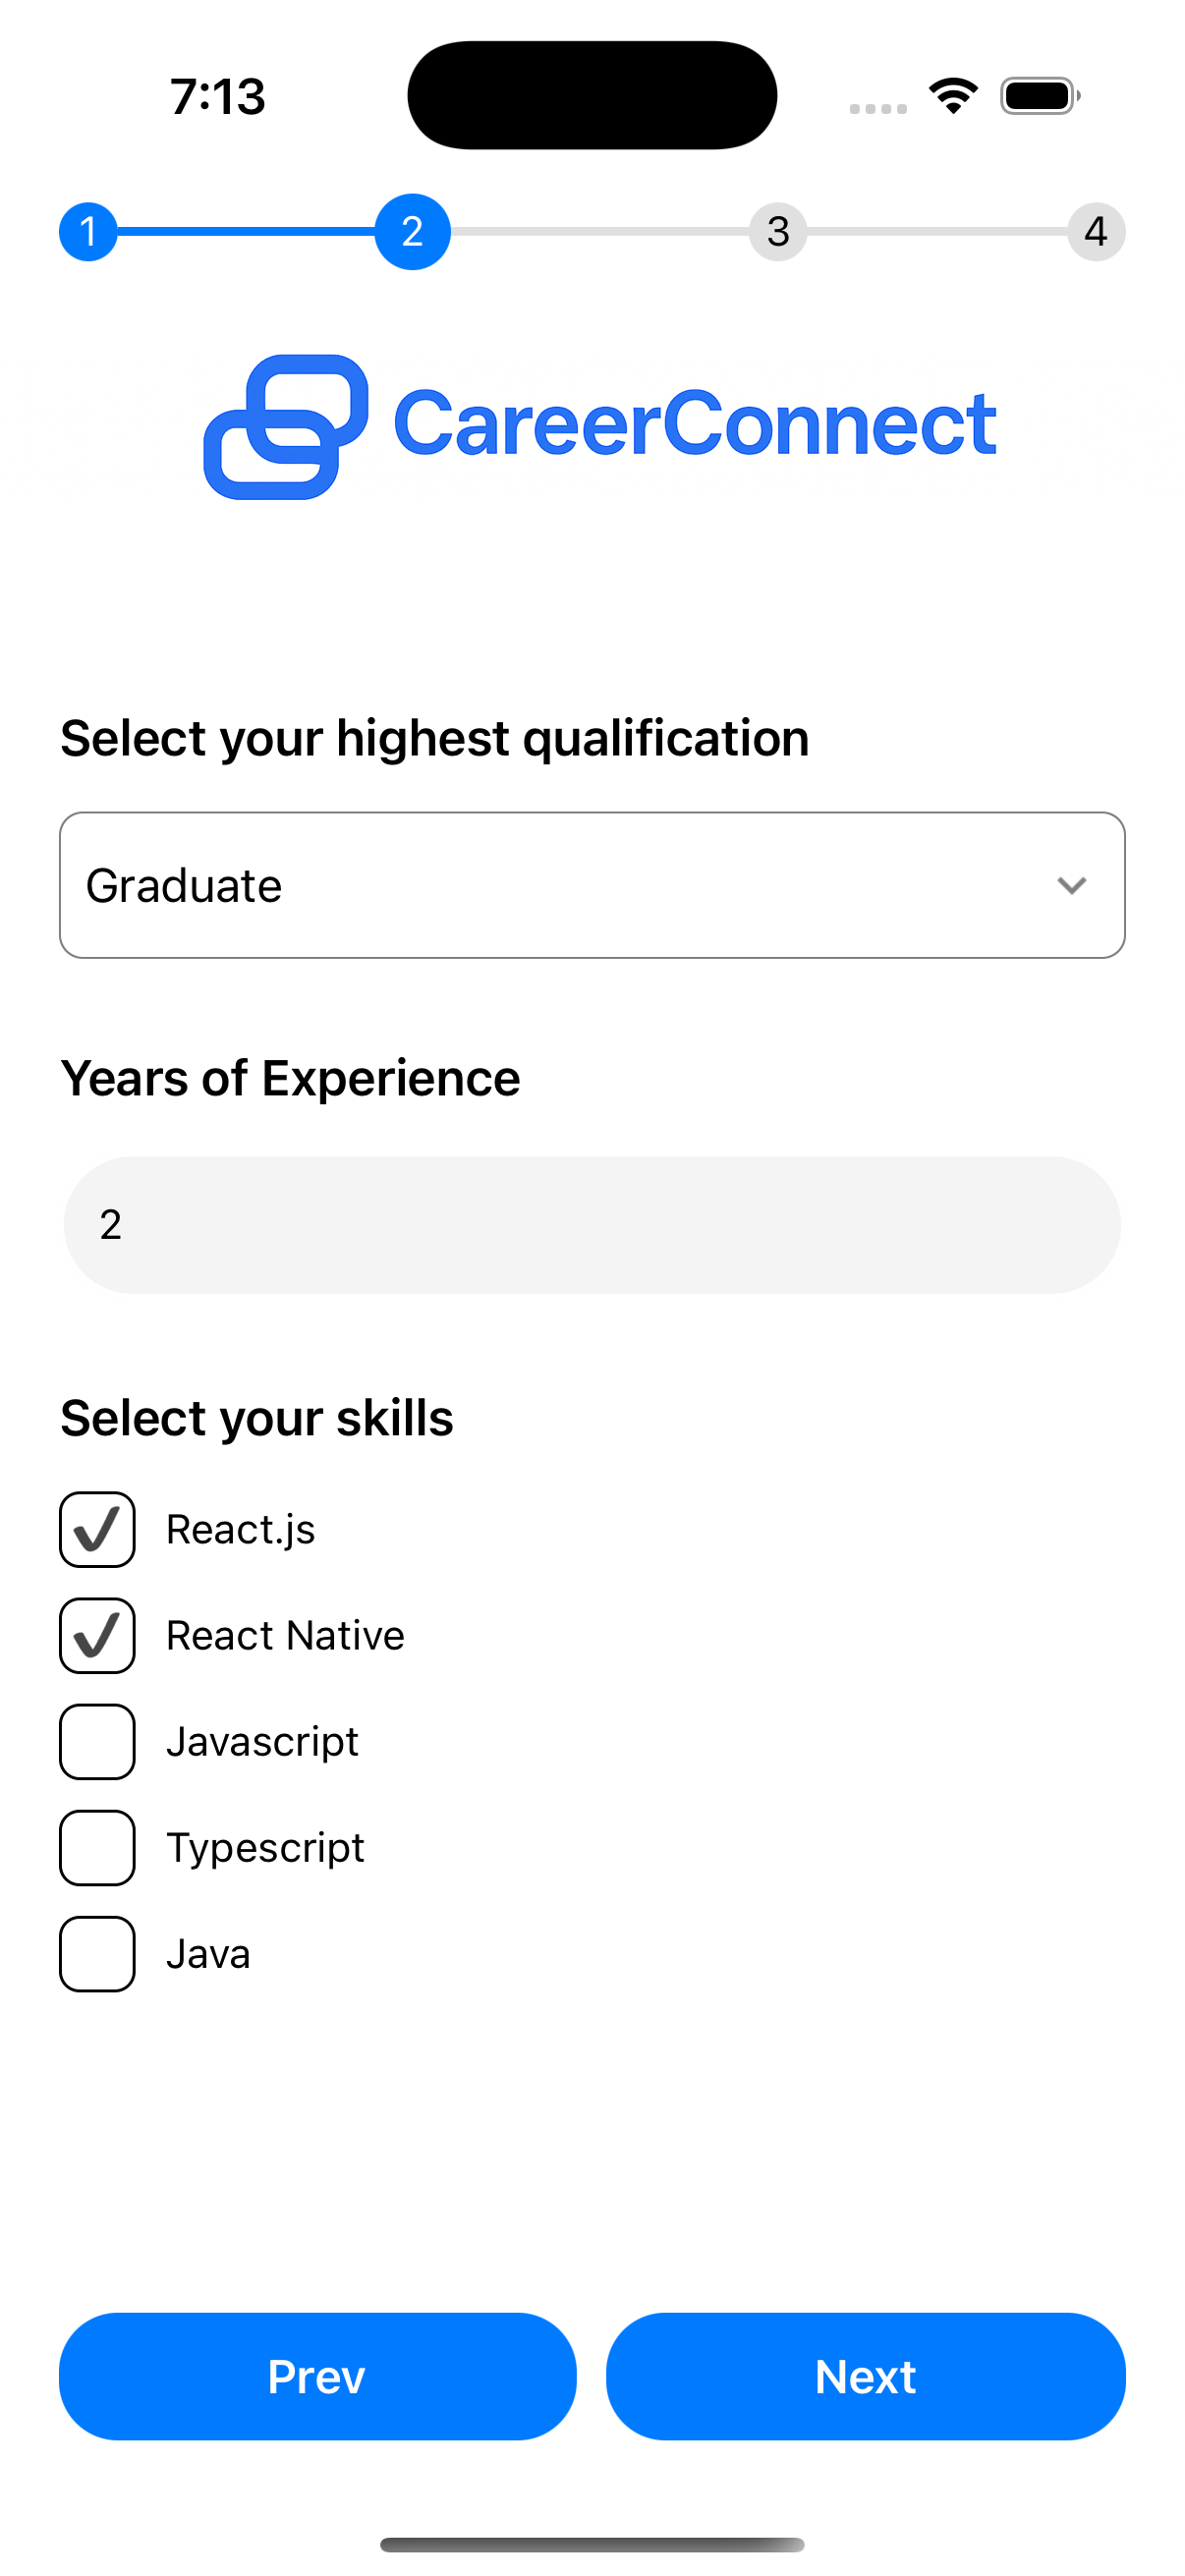 7:13
1 2 3 4
CareerConnect
Select your highest qualification
Graduate
Years of Experience
2
Select your skills
React.js
React Native
Javascript
Typescript
Java
Prev Next